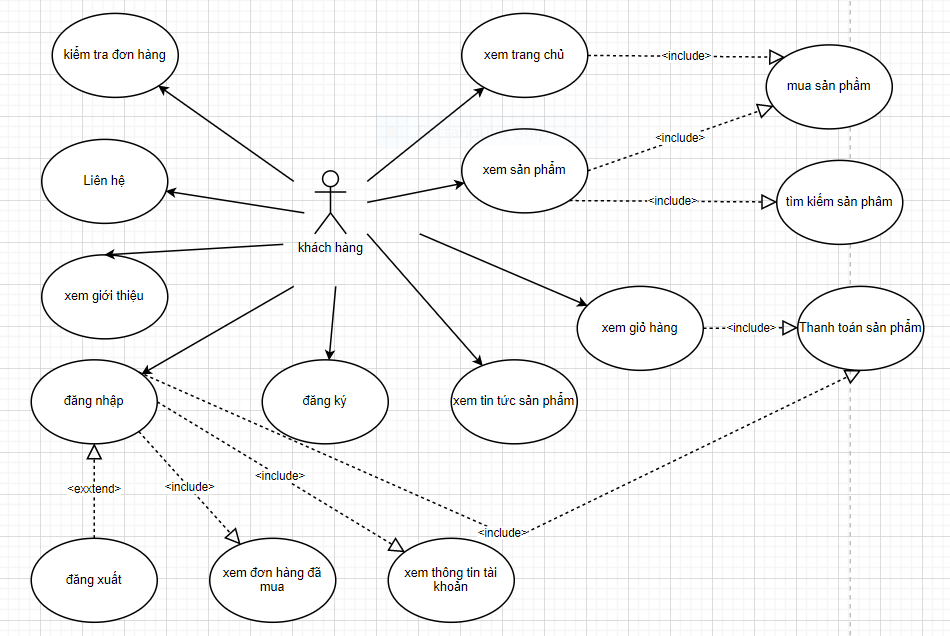 kiểm tra đơn hàng
xem trang chủ
<include>
mua sản phầm
<include>
xem sản phẩm
Liên hệ
<include>
tìm kiếm sản phâm
khách hàng
xem giới thiệu
xem giỏ hàng
<include>
Thanh toán sản phẩm
đăng nhập
đăng ký
xem tin tức sản phẩm
<include>
<exxtend>
<include>
<include>
đăng xuất
xem đơn hàng đã
mua
xem thông tin tài
khoản